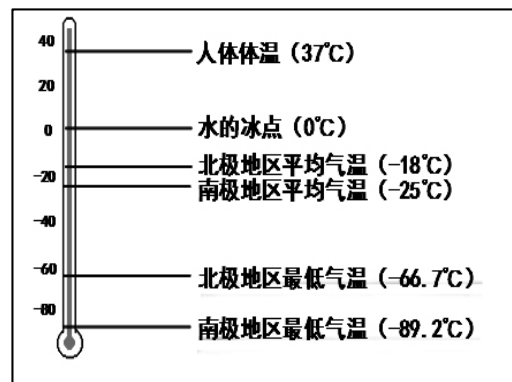 40
人体体温（37℃）
20
0
水的冰点（0℃）
北极地区平均气温（-18℃）
-20
南极地区平均气温（-25℃）
-40
-60
北极地区最低气温（-66.7℃）
-80
南极地区最低气温（-89.2℃）